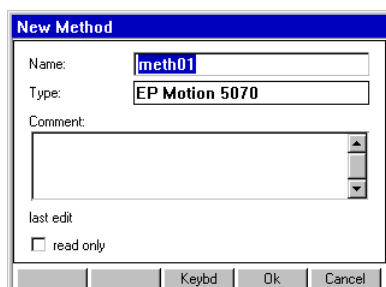 New Method
Name: meth01
Type: EP Motion 5070
Comment:
last edit
read only
Keybd Ok Cancel